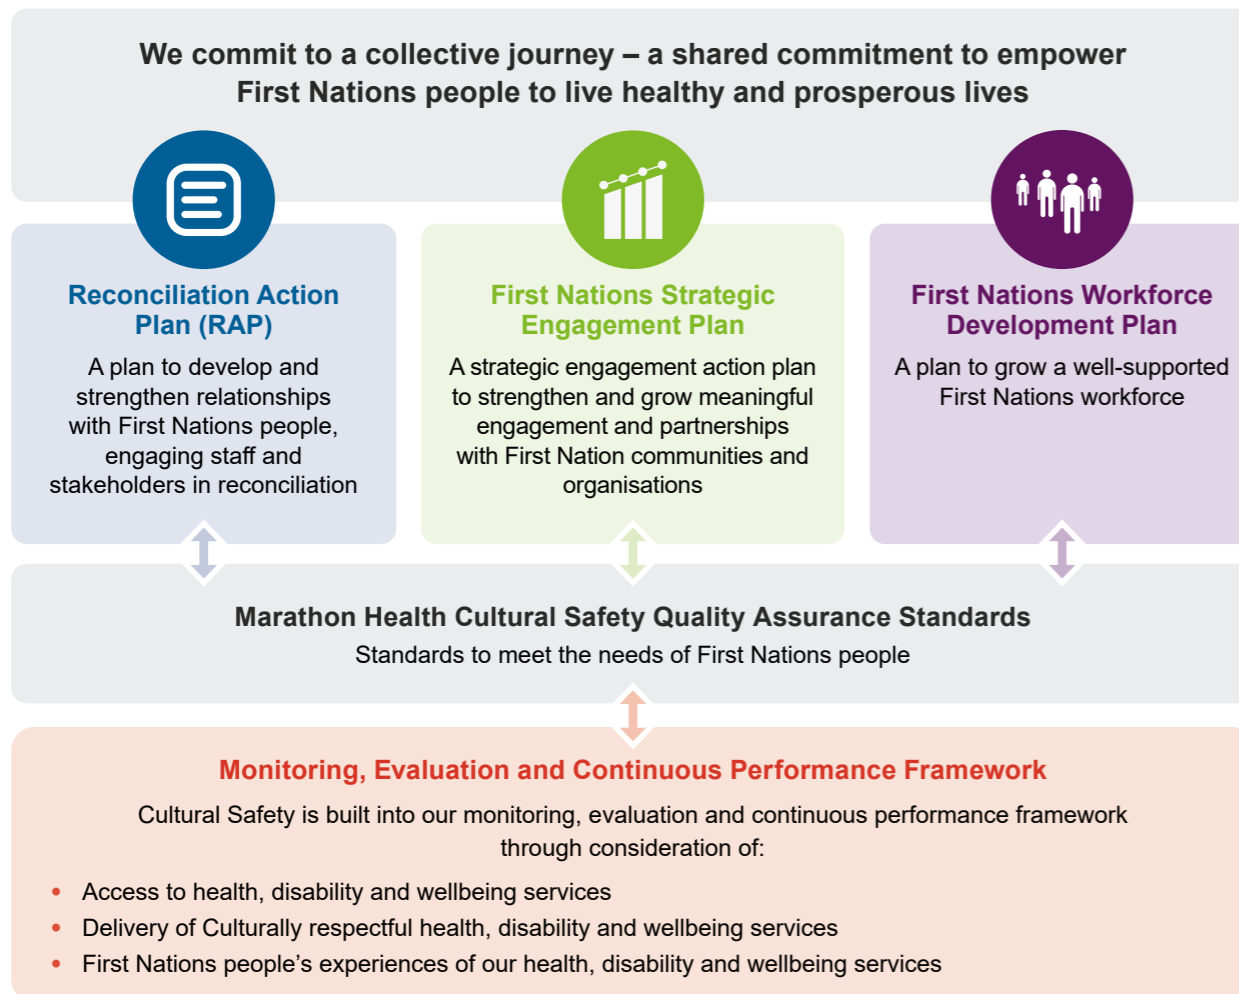 We commit to a collective journey – a shared commitment to empower
First Nations people to live healthy and prosperous lives
Reconciliation Action
Plan (RAP)
A plan to develop and
strengthen relationships
with First Nations people,
engaging staff and
stakeholders in reconciliation
First Nations Strategic
Engagement Plan
A strategic engagement action plan
to strengthen and grow meaningful
engagement and partnerships
with First Nation communities and
organisations
First Nations Workforce
Development Plan
A plan to grow a well-supported
First Nations workforce
Marathon Health Cultural Safety Quality Assurance Standards
Standards to meet the needs of First Nations people
Monitoring, Evaluation and Continuous Performance Framework
Cultural Safety is built into our monitoring, evaluation and continuous performance framework
through consideration of:
• Access to health, disability and wellbeing services
• Delivery of Culturally respectful health, disability and wellbeing services
• First Nations people’s experiences of our health, disability and wellbeing services